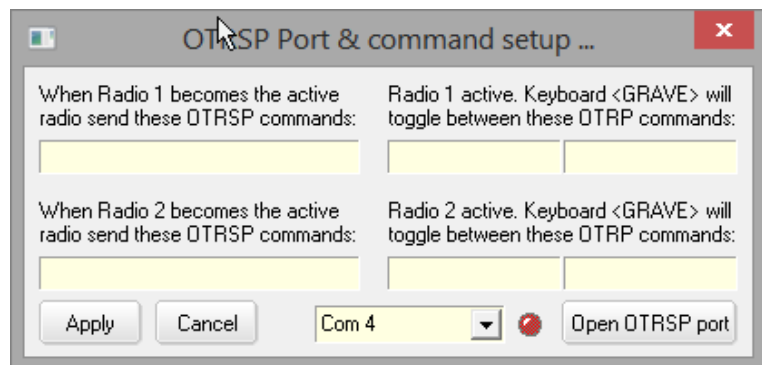 OTRSP Port & command setup ...
When Radio 1 becomes the active
radio send these OTRSP commands:
Radio 1 active. Keyboard <GRAVE> will
toggle between these OTRP commands:
When Radio 2 becomes the active
radio send these OTRSP commands:
Radio 2 active. Keyboard <GRAVE> will
toggle between these OTRP commands:
Apply
Cancel
Com 4
Open OTRSP port